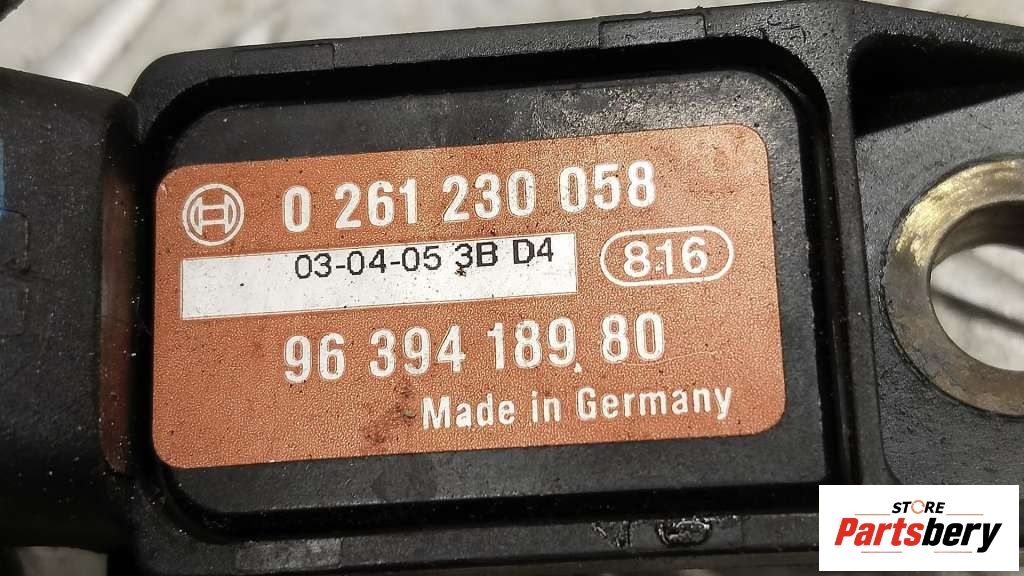 0 261 230 058
03-04-05 3B D4
816
96 394 189.80
Made in Germany
STORE
Partsbery